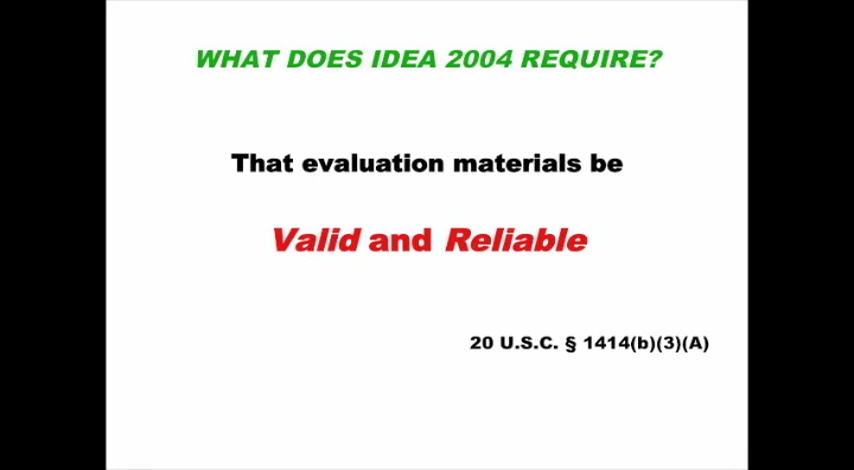 WHAT DOES IDEA 2004 REQUIRE?
That evaluation materials be
Valid and Reliable
20 U.S.C. § 1414(b)(3)(A)